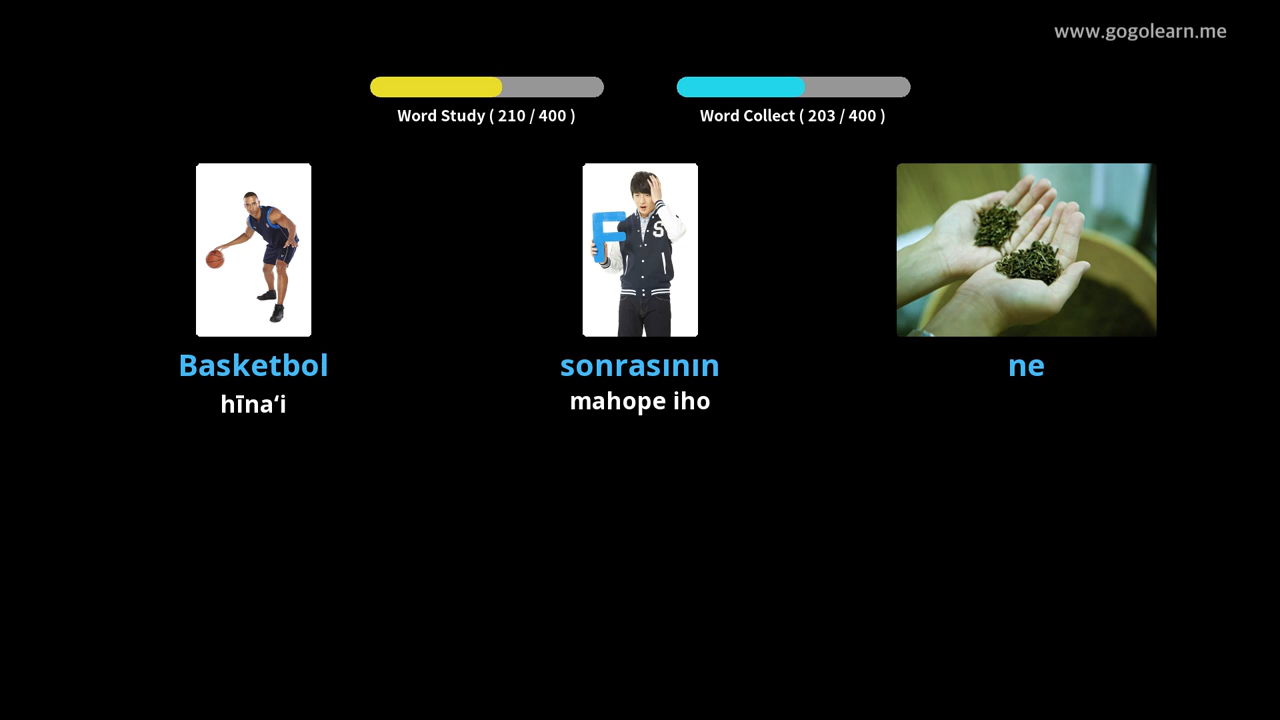 www.gogolearn.me
Word Study ( 210 / 400 )
Word Collect ( 203 / 400 )
F
S
Basketbol
sonrasının
ne
hīnaʻi
mahope iho